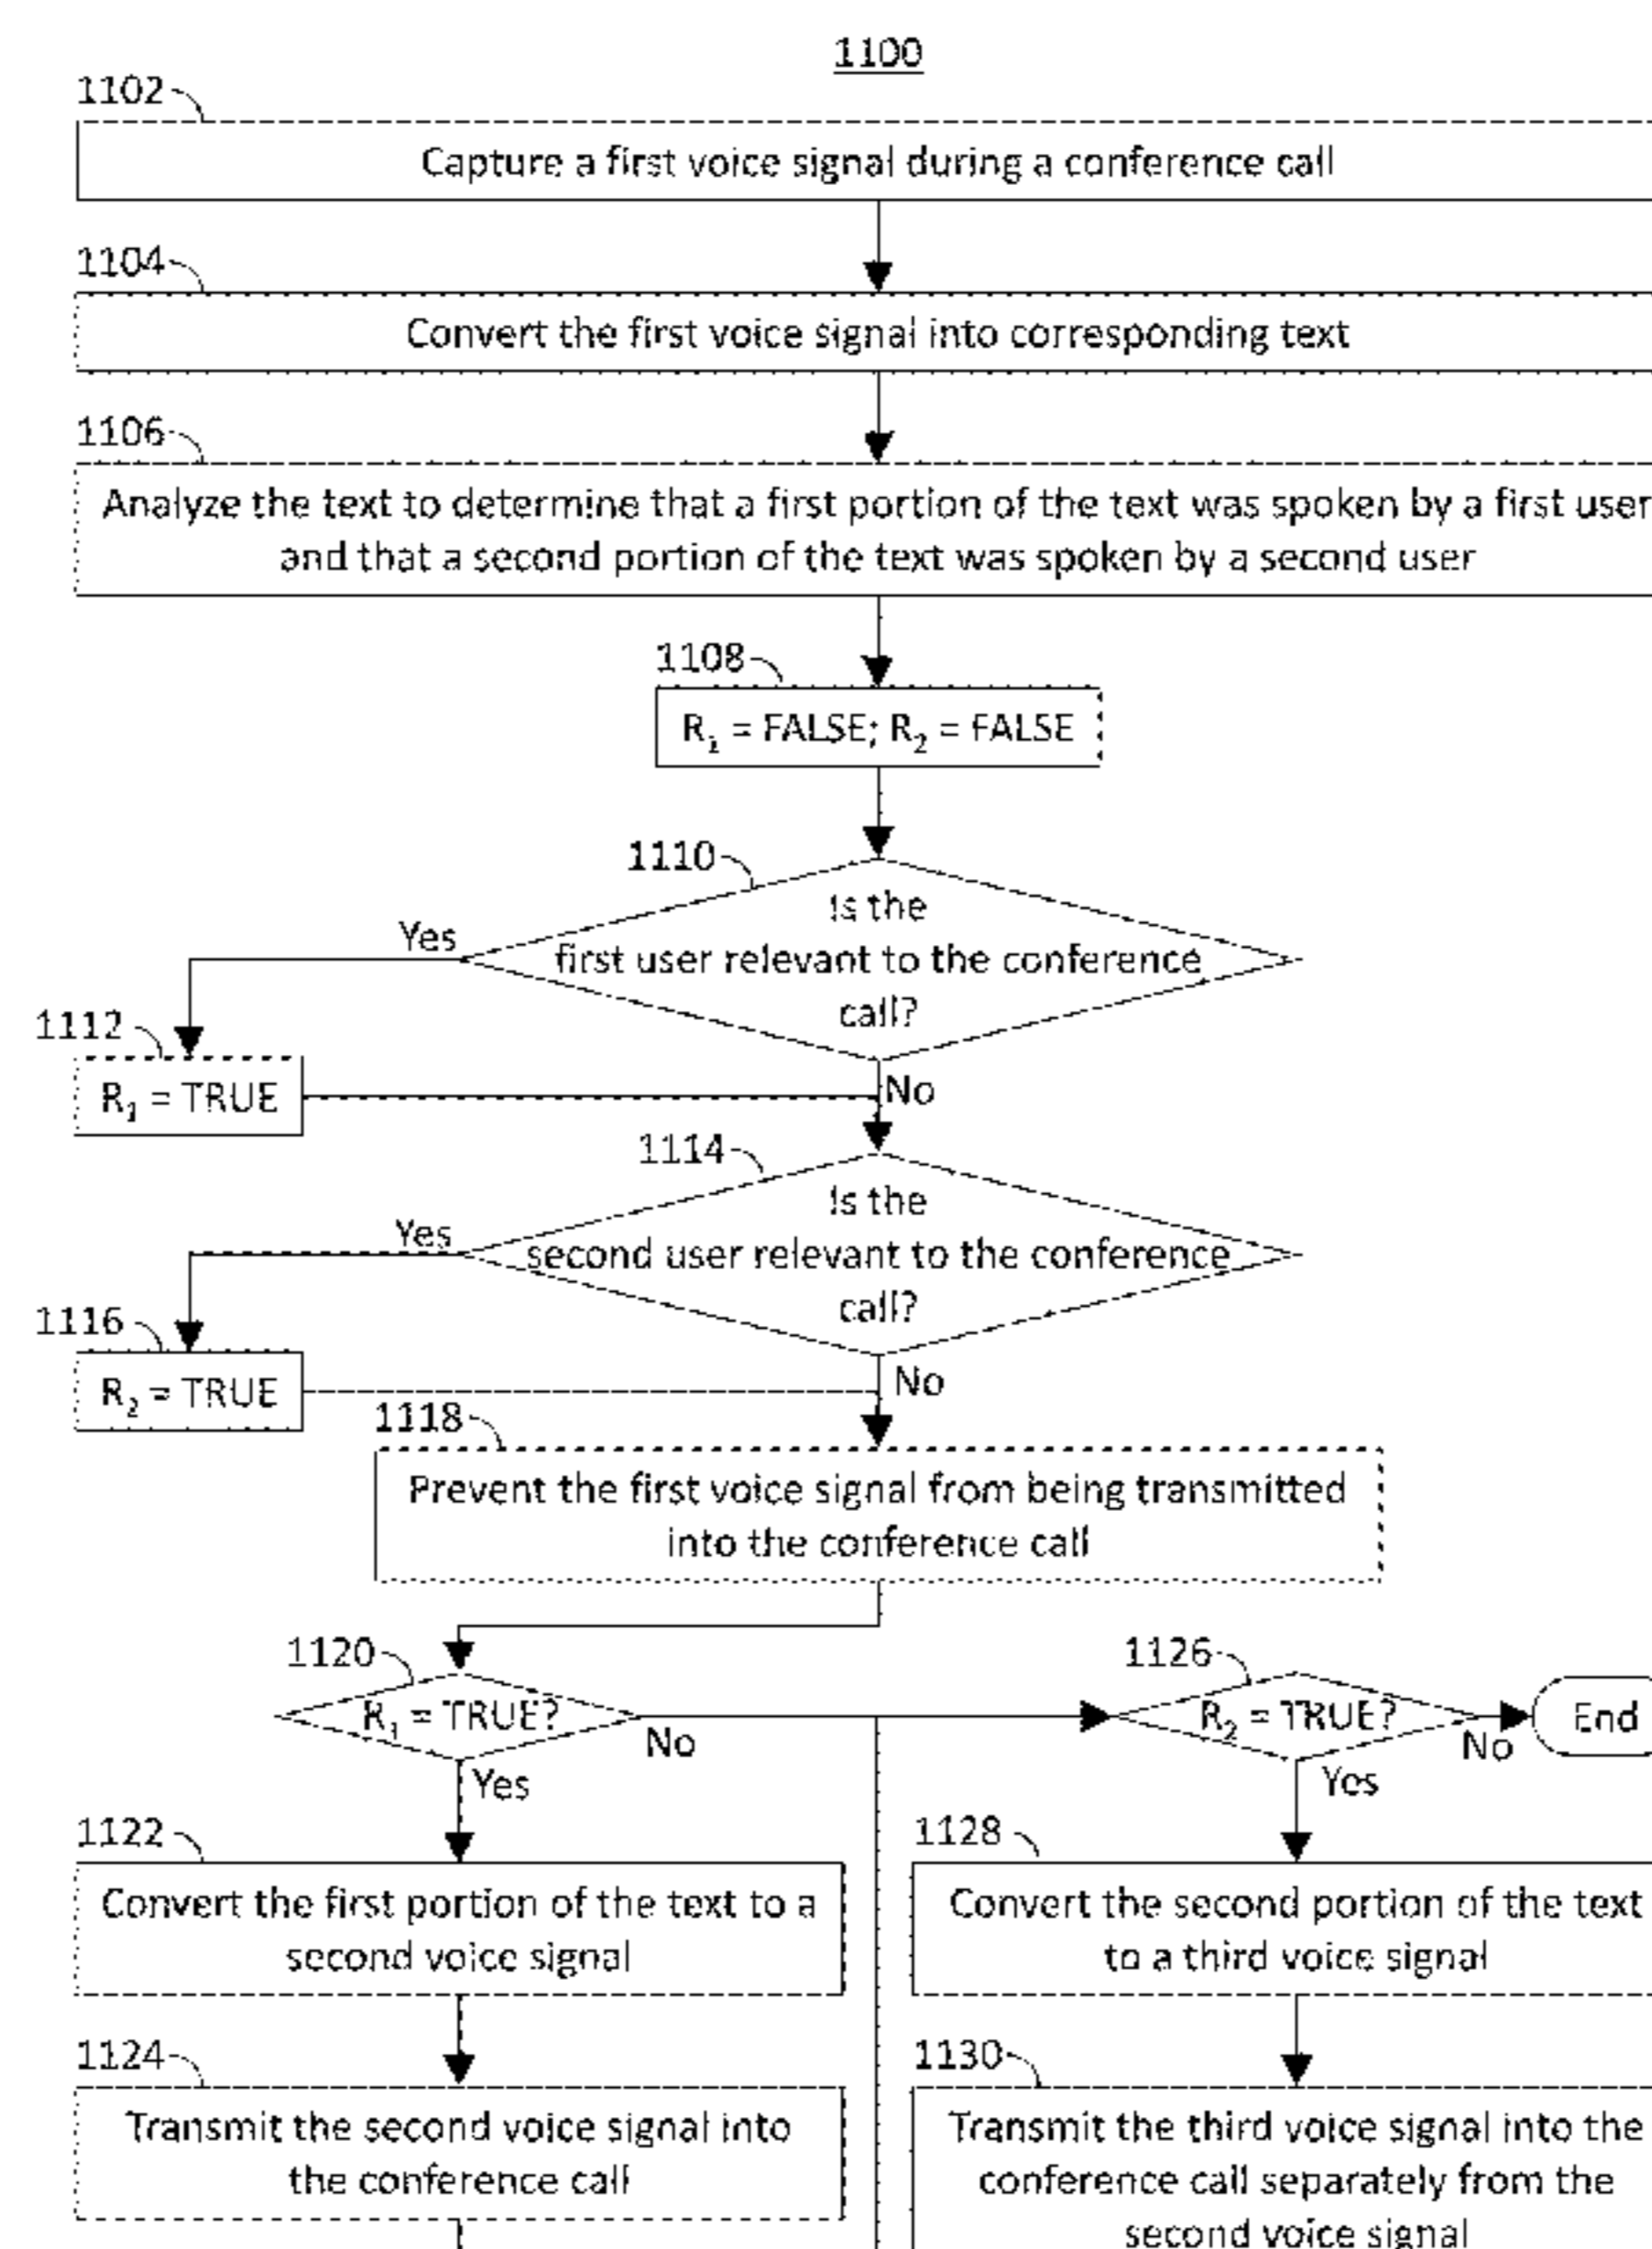 1100
1102
Capture a first voice signal during a conference call
1104
Convert the first voice signal into corresponding text
1106
Analyze the text to determine that a first portion of the text was spoken by a first user
and that a second portion of the text was spoken by a second user
1108
R₁ = FALSE; R₂ = FALSE
1110
Is the
first user relevant to the conference
call?
Yes
1112
R₁ = TRUE
No
1114
Is the
second user relevant to the conference
call?
Yes
1116
R₂ = TRUE
No
1118
Prevent the first voice signal from being transmitted
into the conference call
1120
R₁ = TRUE?
No
Yes
1126
R₂ = TRUE?
No
End
Yes
1122
Convert the first portion of the text to a
second voice signal
1128
Convert the second portion of the text
to a third voice signal
1124
Transmit the second voice signal into
the conference call
1130
Transmit the third voice signal into the
conference call separately from the
second voice signal